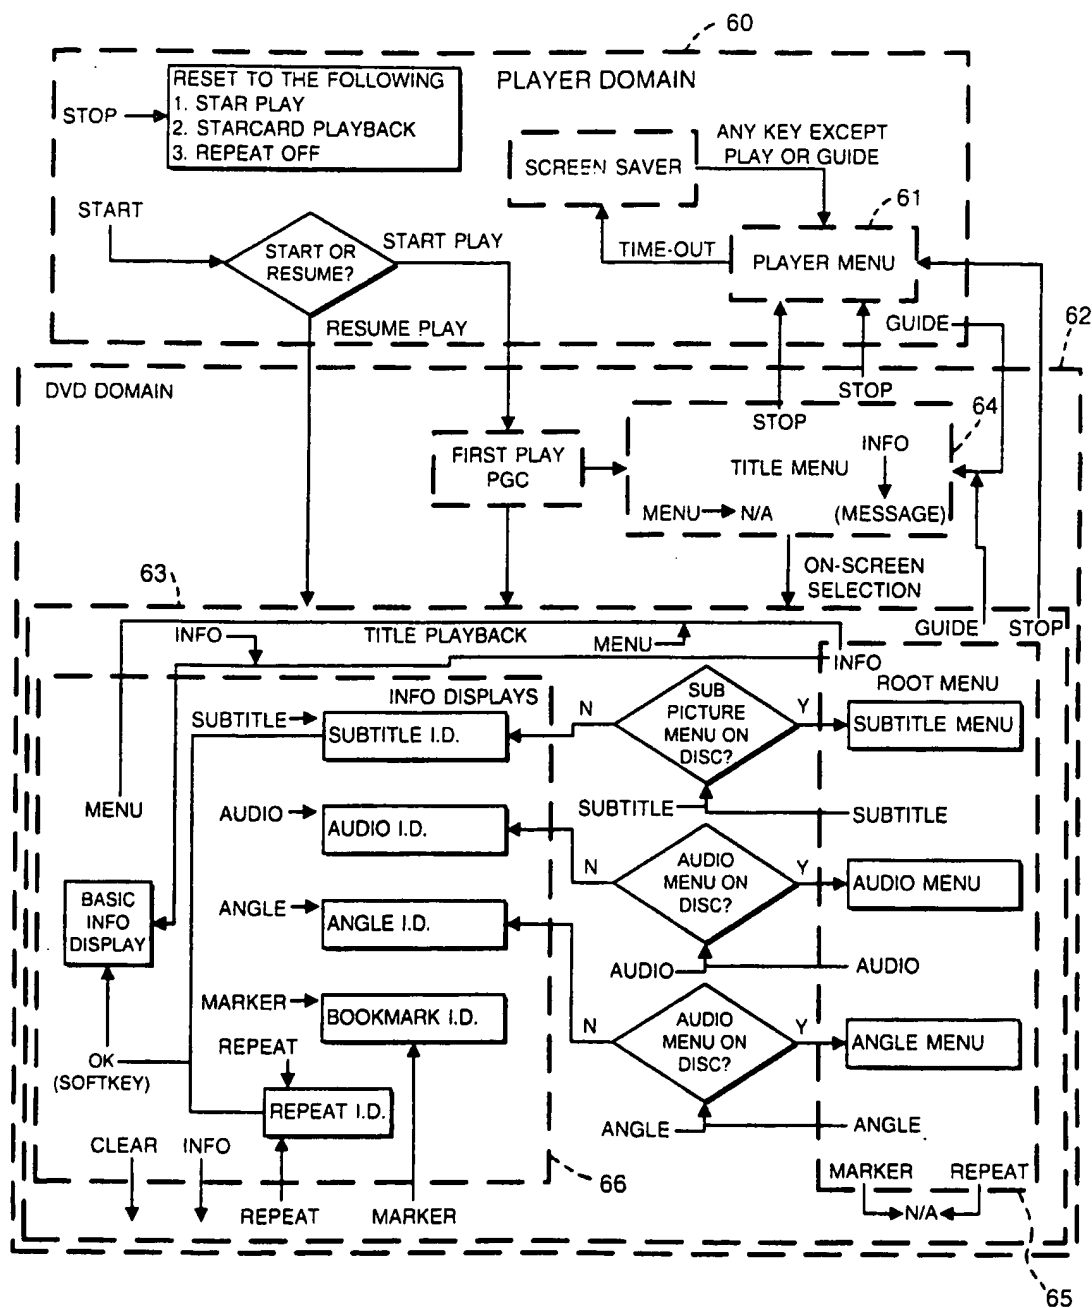 60
PLAYER DOMAIN
RESET TO THE FOLLOWING
1. STAR PLAY
2. STARCARD PLAYBACK
3. REPEAT OFF
STOP
SCREEN SAVER
ANY KEY EXCEPT
PLAY OR GUIDE
61
START
START OR
RESUME?
START PLAY
TIME-OUT
PLAYER MENU
RESUME PLAY
GUIDE
62
DVD DOMAIN
STOP
STOP
64
FIRST PLAY
PGC
INFO
TITLE MENU
MENU
N/A
(MESSAGE)
ON-SCREEN
SELECTION
63
INFO
TITLE PLAYBACK
MENU
GUIDE
STOP
INFO
INFO DISPLAYS
ROOT MENU
SUBTITLE
SUBTITLE I.D.
N
SUB
PICTURE
MENU ON
DISC?
Y
SUBTITLE MENU
MENU
SUBTITLE
SUBTITLE
AUDIO
AUDIO I.D.
N
AUDIO
MENU ON
DISC?
Y
AUDIO MENU
BASIC
INFO
DISPLAY
ANGLE
ANGLE I.D.
AUDIO
AUDIO
MARKER
BOOKMARK I.D.
N
AUDIO
MENU ON
DISC?
Y
ANGLE MENU
REPEAT
OK
(SOFTKEY)
REPEAT I.D.
ANGLE
ANGLE
CLEAR
INFO
REPEAT
MARKER
66
MARKER
REPEAT
N/A
65